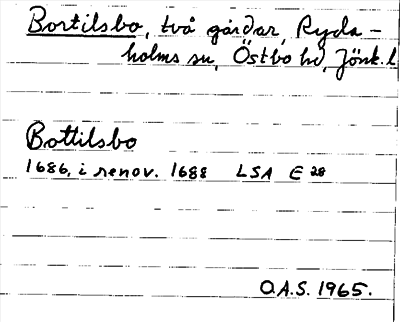 Bortilsbo, två gårdar, Ryda-
holms sn, Östbo hd, Jönk. l
Bottilsbo
1686, i renov. 1688 LSA E 28
O.A.S. 1965.